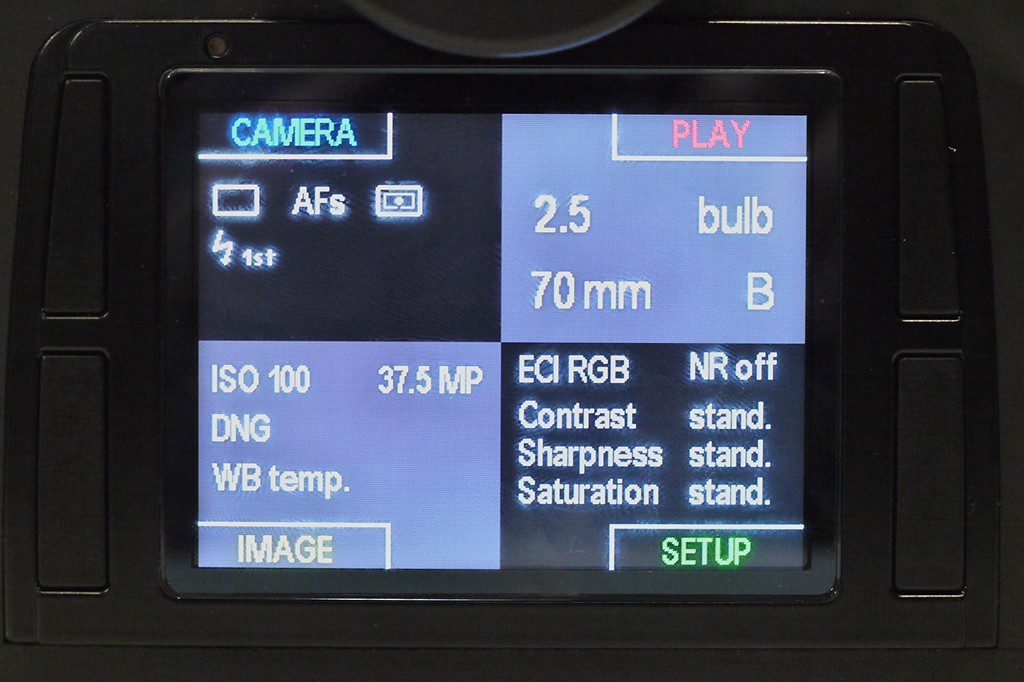 CAMERA
AFs
1st
PLAY
2.5 bulb
70 mm B
ISO 100 37.5 MP
DNG
WB temp.
IMAGE
ECI RGB NR off
Contrast stand.
Sharpness stand.
Saturation stand.
SETUP